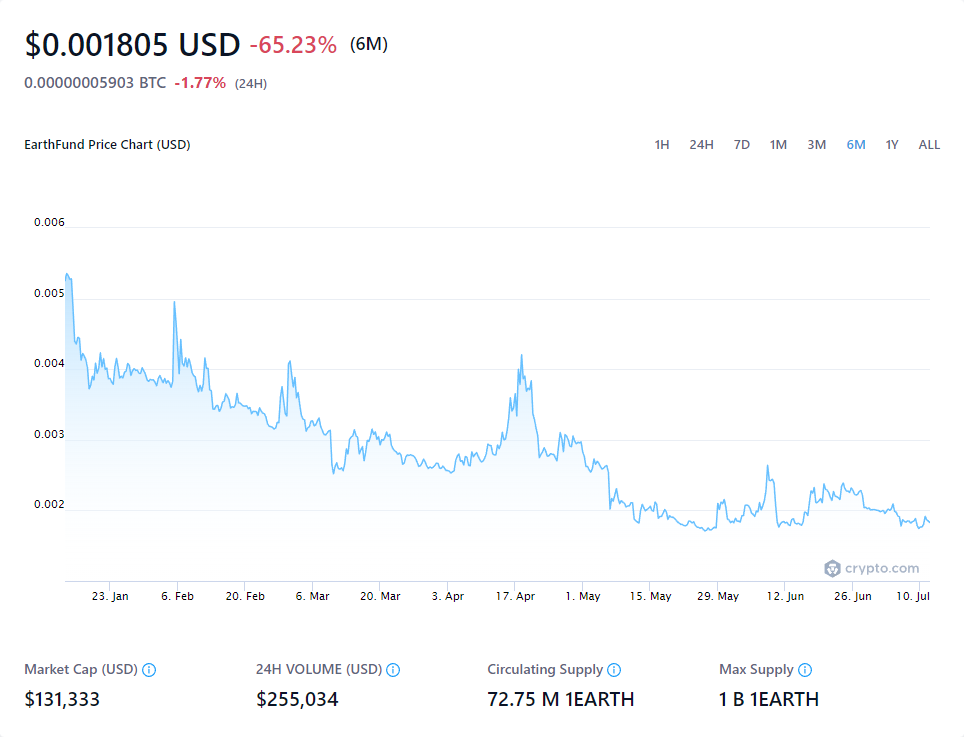 $0.001805 USD -65.23% (6M)
0.00000005903 BTC -1.77% (24H)
EarthFund Price Chart (USD) 1H 24H 7D 1M 3M 6M 1Y ALL
0.006
0.005
0.004
0.003
0.002
crypto.com
23. Jan 6. Feb 20. Feb 6. Mar 20. Mar 3. Apr 17. Apr 1. May 15. May 29. May 12. Jun 26. Jun 10. Jul
Market Cap (USD) 24H VOLUME (USD) Circulating Supply Max Supply
$131,333 $255,034 72.75 M 1EARTH 1 B 1EARTH